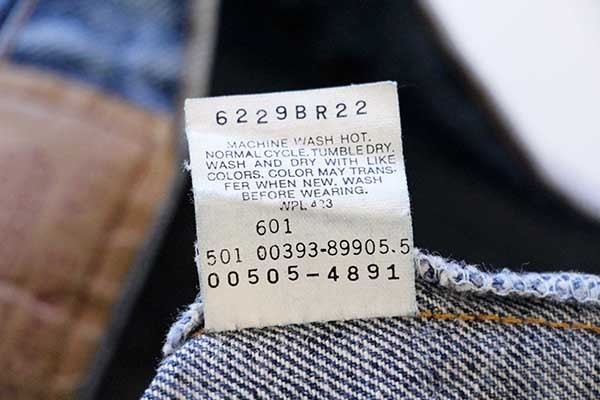 6229BR22
MACHINE WASH HOT.
NORMAL CYCLE. TUMBLE DRY.
WASH AND DRY WITH LIKE
COLORS. COLOR MAY TRANS-
FER WHEN NEW. WASH
BEFORE WEARING.
WPL 423
601
501 00393-89905.5
00505-4891